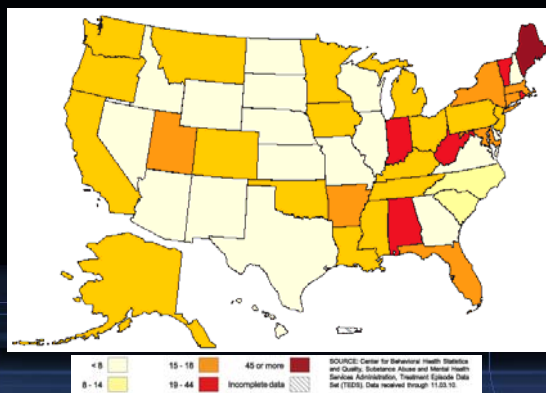 < 8
15 - 18
45 or more
8 - 14
19 - 44
Incomplete data
SOURCE: Center for Behavioral Health Statistics
and Quality, Substance Abuse and Mental Health
Services Administration, Treatment Episode Data
Set (TEDS). Data received through 11.03.10.